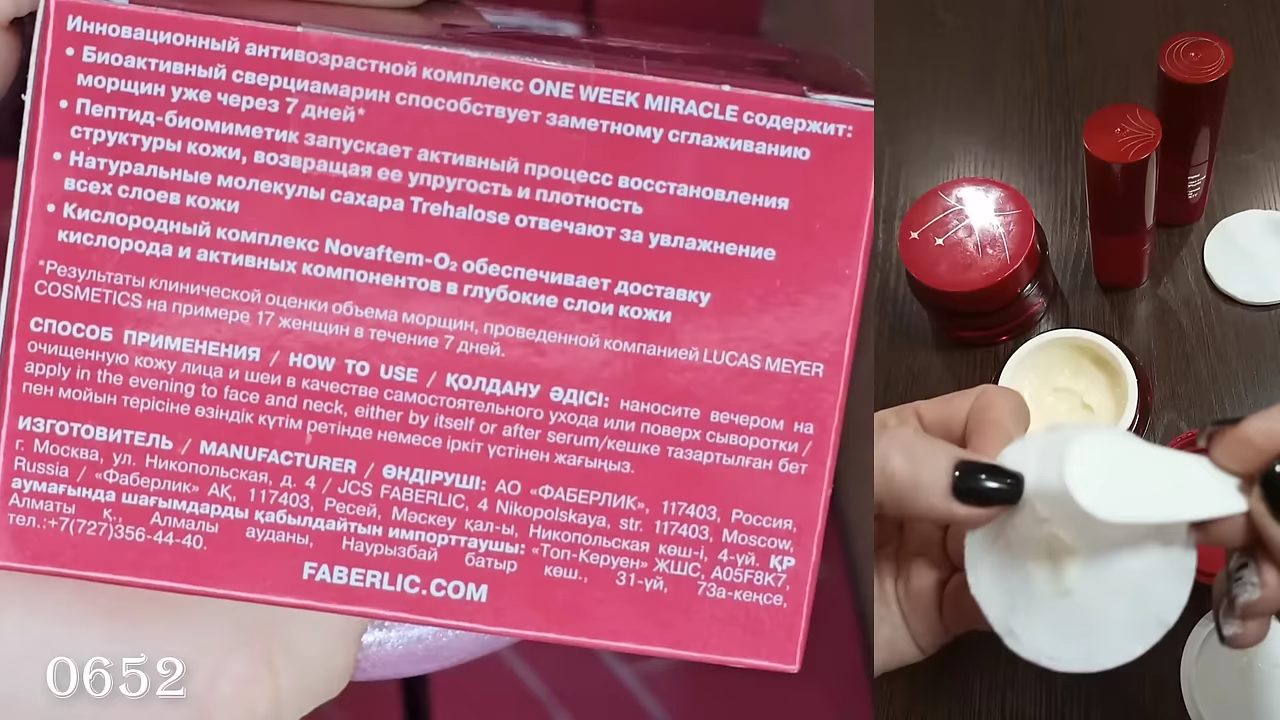 Инновационный антивозрастной комплекс ONE WEEK MIRACLE содержит:
• Биоактивный сверциамарин способствует заметному сглаживанию
морщин уже через 7 дней*
• Пептид-биомиметик запускает активный процесс восстановления
структуры кожи, возвращая ее упругость и плотность
• Натуральные молекулы сахара Trehalose отвечают за увлажнение
всех слоев кожи
• Кислородный комплекс Novaftem-O₂ обеспечивает доставку
кислорода и активных компонентов в глубокие слои кожи
*Результаты клинической оценки объема морщин, проведенной компанией LUCAS MEYER
COSMETICS на примере 17 женщин в течение 7 дней.
СПОСОБ ПРИМЕНЕНИЯ / HOW TO USE / ҚОЛДАНУ ӘДІСІ: наносите вечером на
очищенную кожу лица и шеи в качестве самостоятельного ухода или поверх сыворотки /
apply in the evening to face and neck, either by itself or after serum/кешке тазартылған бет
пен мойын терісіне өзіндік күтім ретінде немесе іркіт үстінен жағыңыз.
ИЗГОТОВИТЕЛЬ / MANUFACTURER / ӨНДІРУШІ: АО «ФАБЕРЛИК», 117403, Россия,
г. Москва, ул. Никопольская, д. 4 / JCS FABERLIC, 4 Nikopolskaya, str. 117403, Moscow,
Russia / «Фаберлик» АҚ, 117403, Ресей, Мәскеу қал-ы, Никопольская көш-і, 4-үй. ҚР
аумағында шағымдарды қабылдайтын импорттаушы: «Топ-Керуен» ЖШС, A05F8K7,
Алматы қ., Алмалы ауданы, Наурызбай батыр көш., 31-үй, 73а-кеңсе,
тел.:+7(727)356-44-40.
FABERLIC.COM
0652